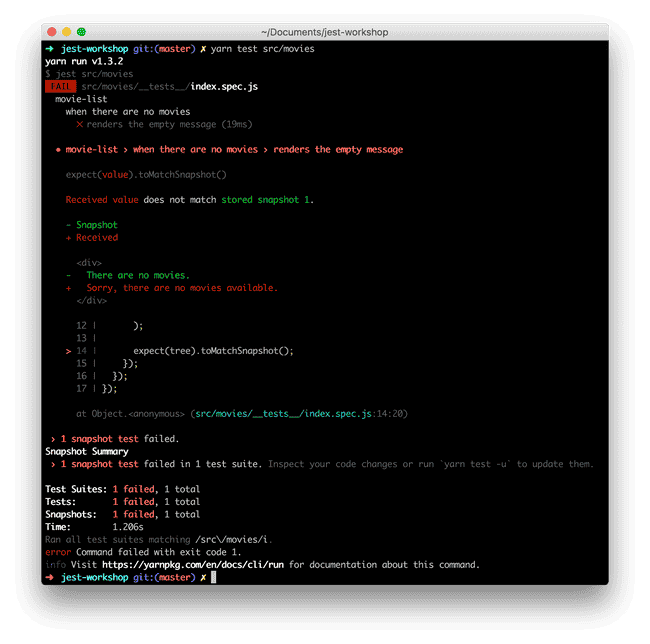 ~/Documents/jest-workshop
➜ jest-workshop git:(master) ✗ yarn test src/movies
yarn run v1.3.2
$ jest src/movies
FAIL src/movies/__tests__/index.spec.js
movie-list
when there are no movies
✕ renders the empty message (19ms)
● movie-list › when there are no movies › renders the empty message
expect(value).toMatchSnapshot()
Received value does not match stored snapshot 1.
- Snapshot
+ Received
<div>
- There are no movies.
+ Sorry, there are no movies available.
</div>
12 | );
13 |
> 14 | expect(tree).toMatchSnapshot();
15 | });
16 | });
17 | });
at Object.<anonymous> (src/movies/__tests__/index.spec.js:14:20)
› 1 snapshot test failed.
Snapshot Summary
› 1 snapshot test failed in 1 test suite. Inspect your code changes or run `yarn test -u` to update them.
Test Suites: 1 failed, 1 total
Tests: 1 failed, 1 total
Snapshots: 1 failed, 1 total
Time: 1.206s
Ran all test suites matching /src\/movies/i.
error Command failed with exit code 1.
info Visit https://yarnpkg.com/en/docs/cli/run for documentation about this command.
➜ jest-workshop git:(master) ✗